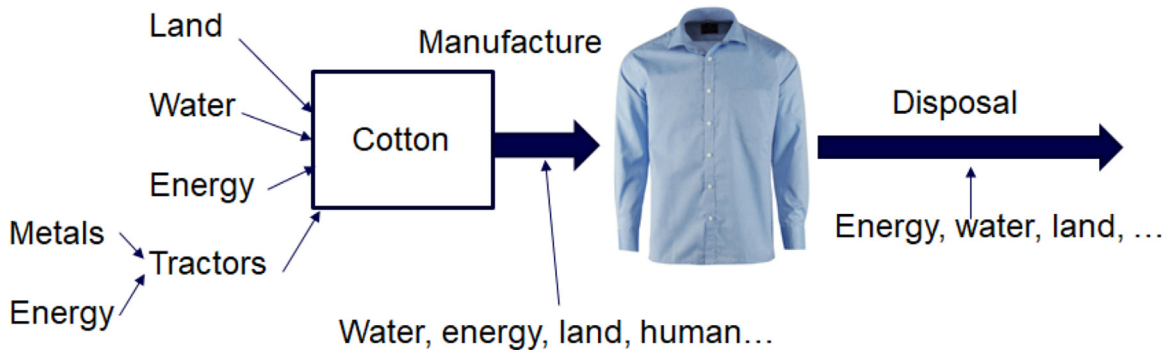 Land
Manufacture
Water
Cotton
Disposal
Energy
Metals
Tractors
Energy, water, land, …
Energy
Water, energy, land, human…